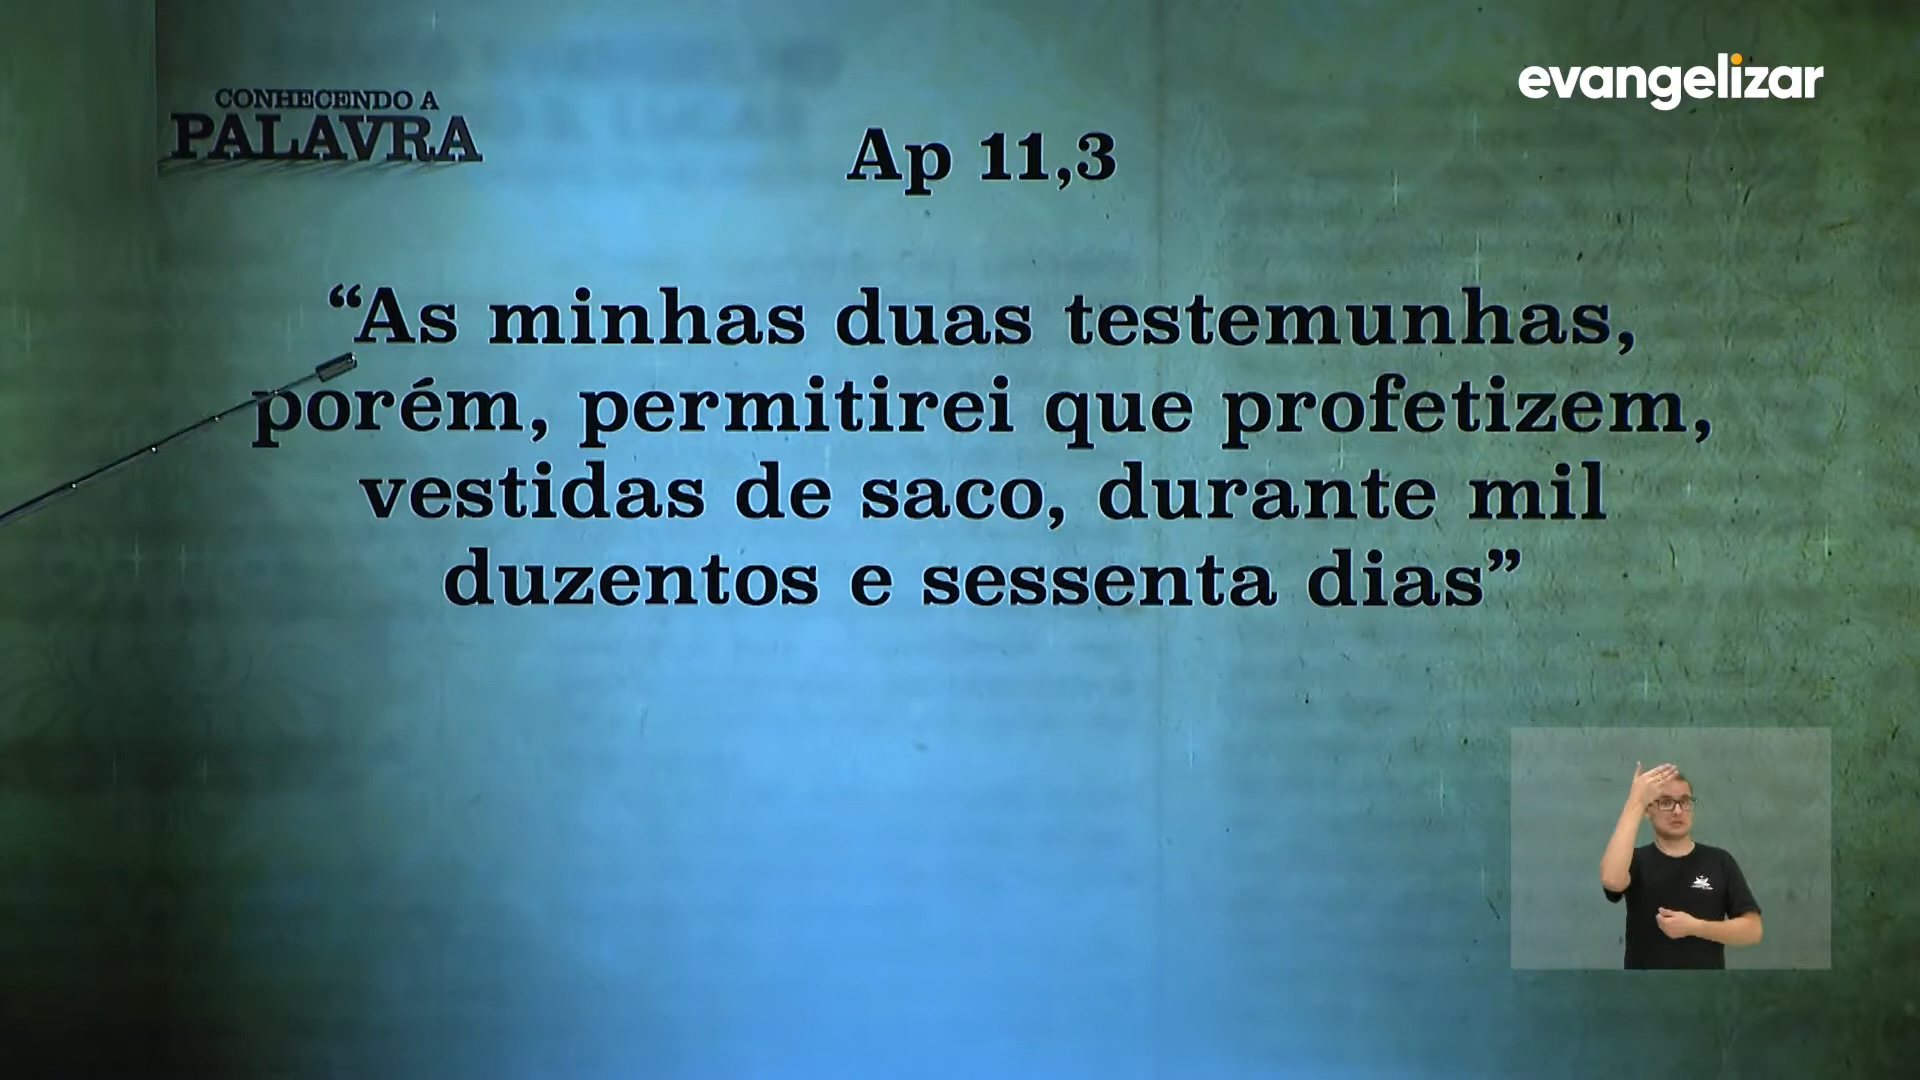 evangelizar
CONHECENDO A
PALAVRA
Ap 11,3
“As minhas duas testemunhas,
porém, permitirei que profetizem,
vestidas de saco, durante mil
duzentos e sessenta dias”